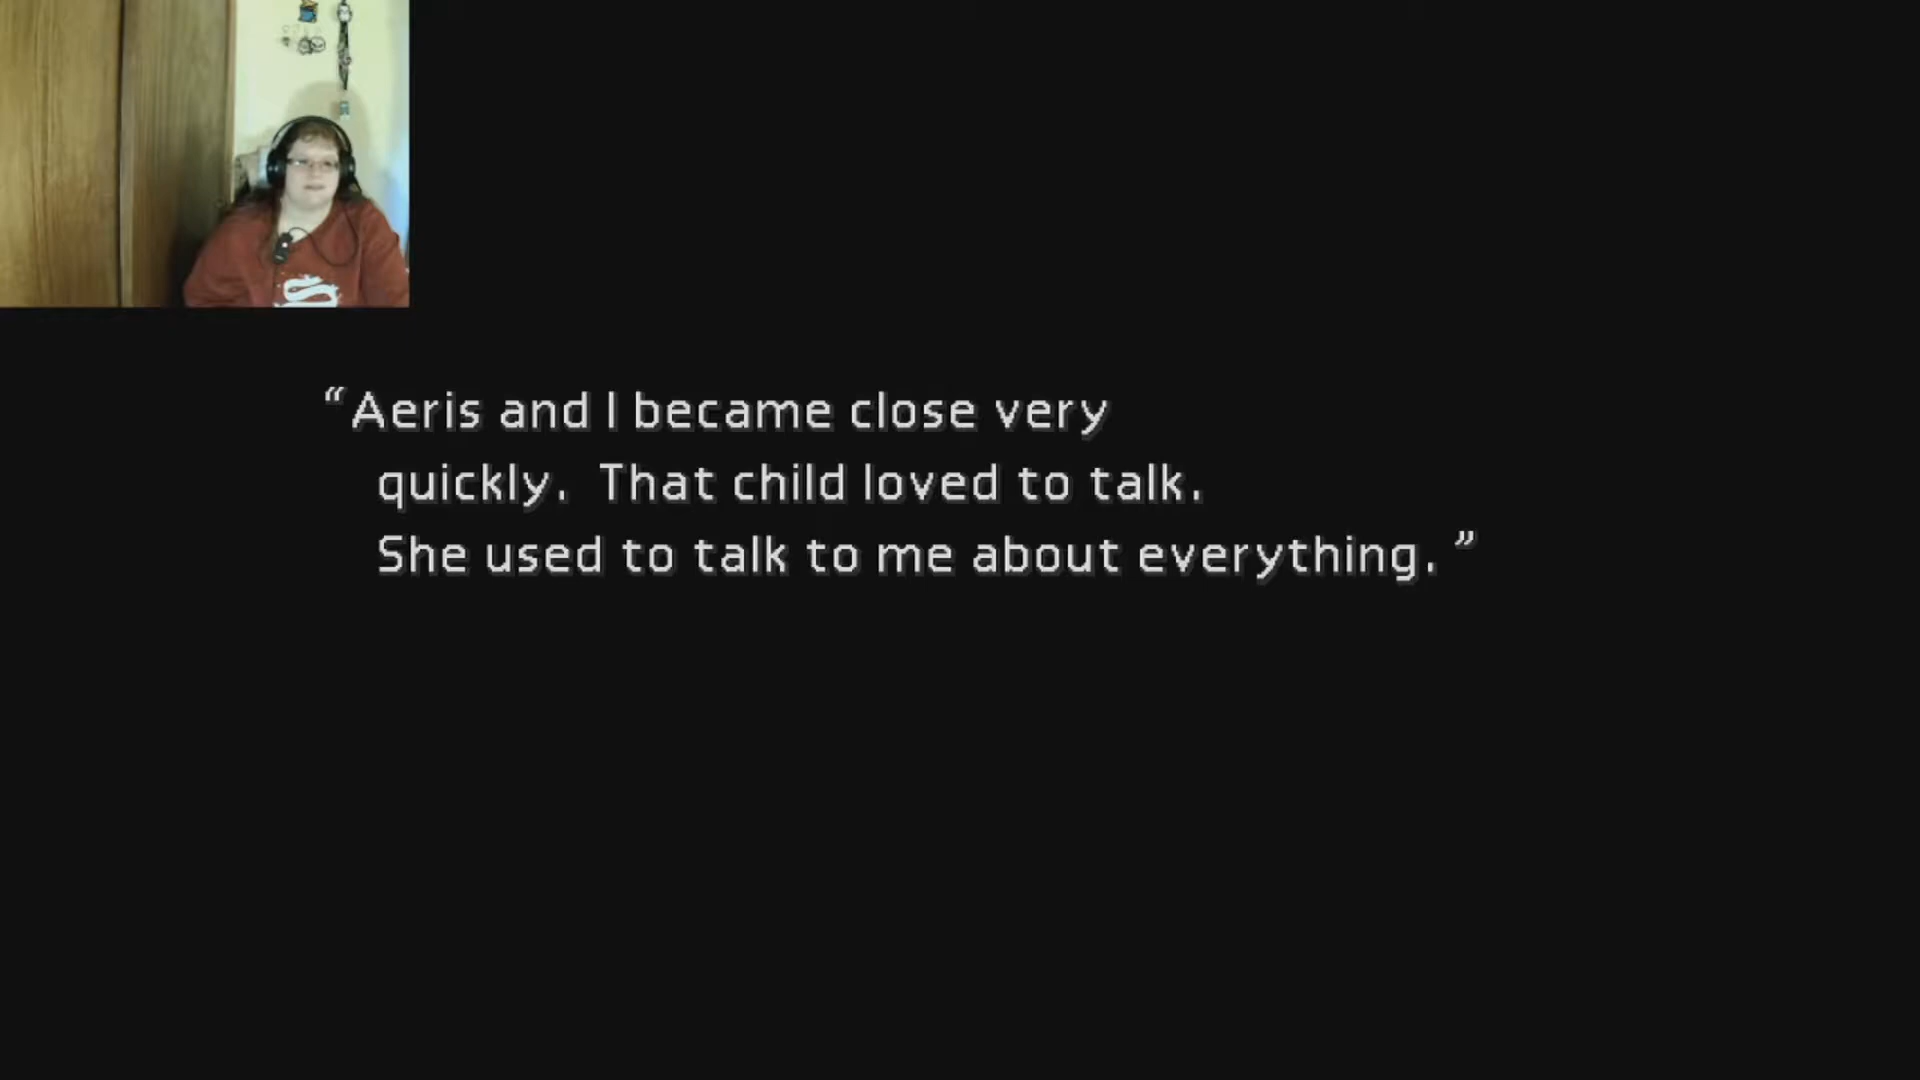 “Aeris and I became close very
quickly. That child loved to talk.
She used to talk to me about everything.”